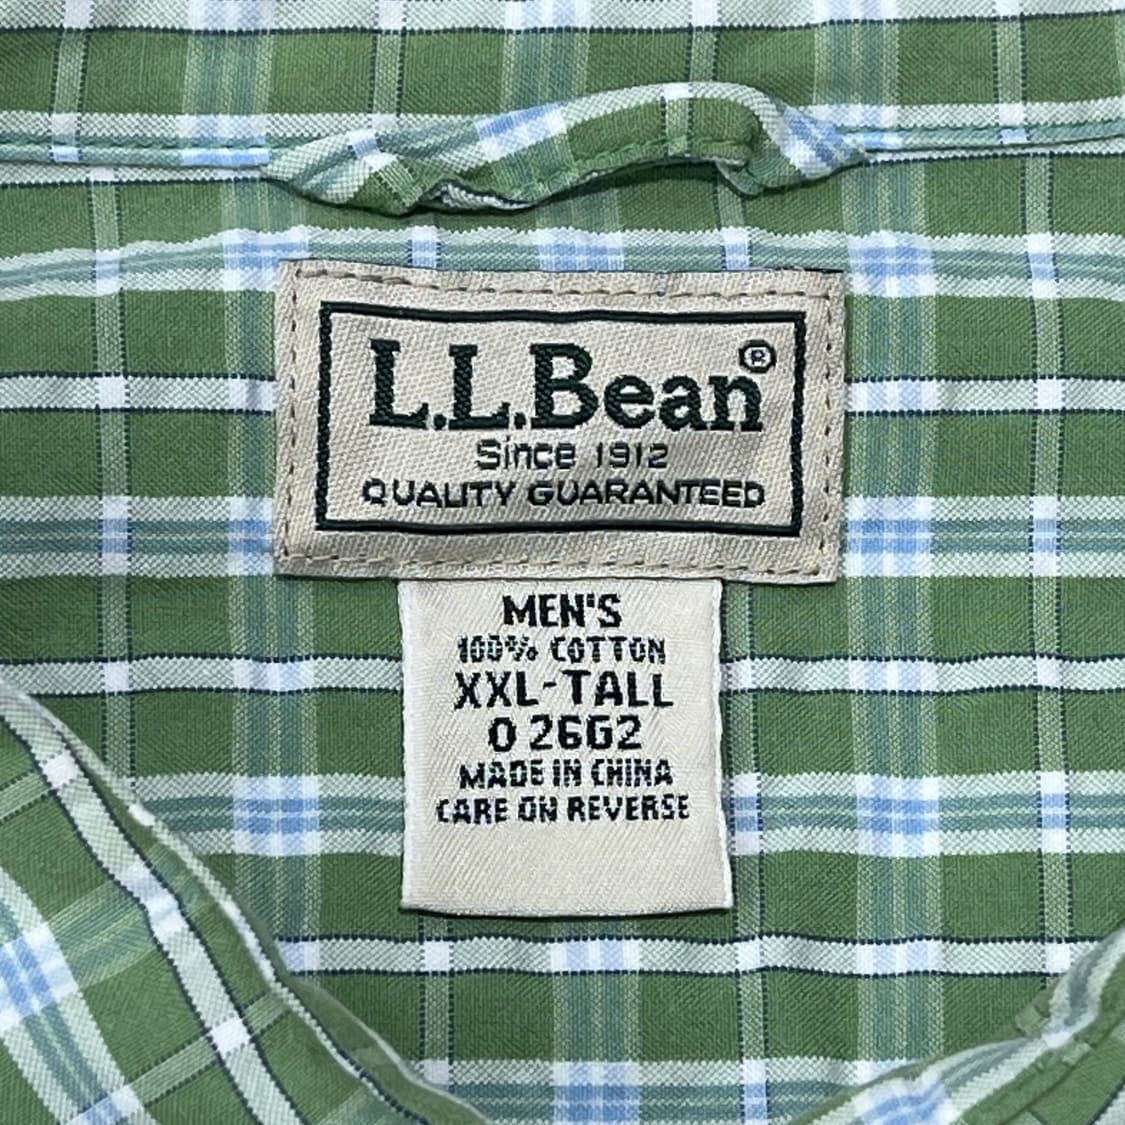 L.L.Bean®
Since 1912
QUALITY GUARANTEED
MEN'S
100% COTTON
XXL-TALL
0 26G2
MADE IN CHINA
CARE ON REVERSE